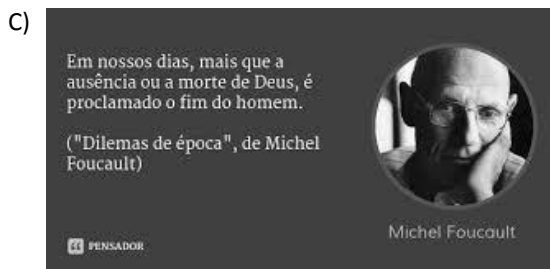 C)
Em nossos dias, mais que a
ausência ou a morte de Deus, é
proclamado o fim do homem.
("Dilemas de época", de Michel
Foucault)
Michel Foucault
PENSADOR